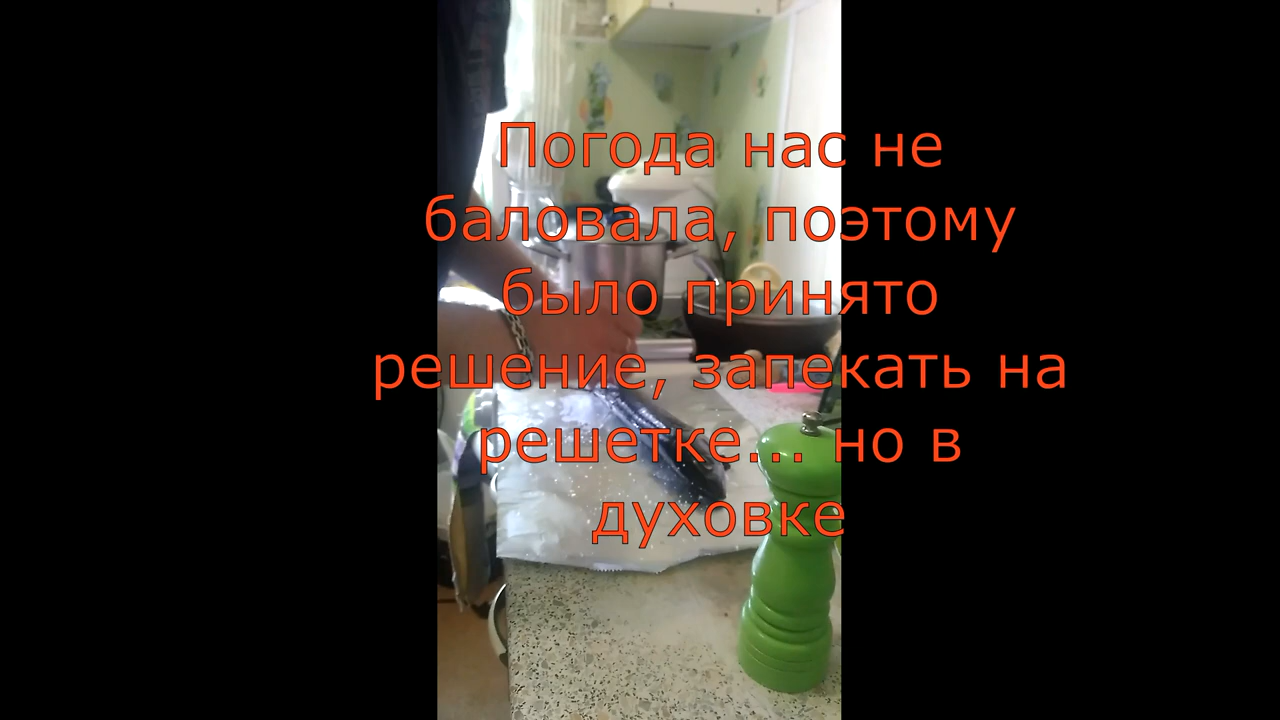 Погода нас не
баловала, поэтому
было принято
решение, запекать на
решетке... но в
духовке